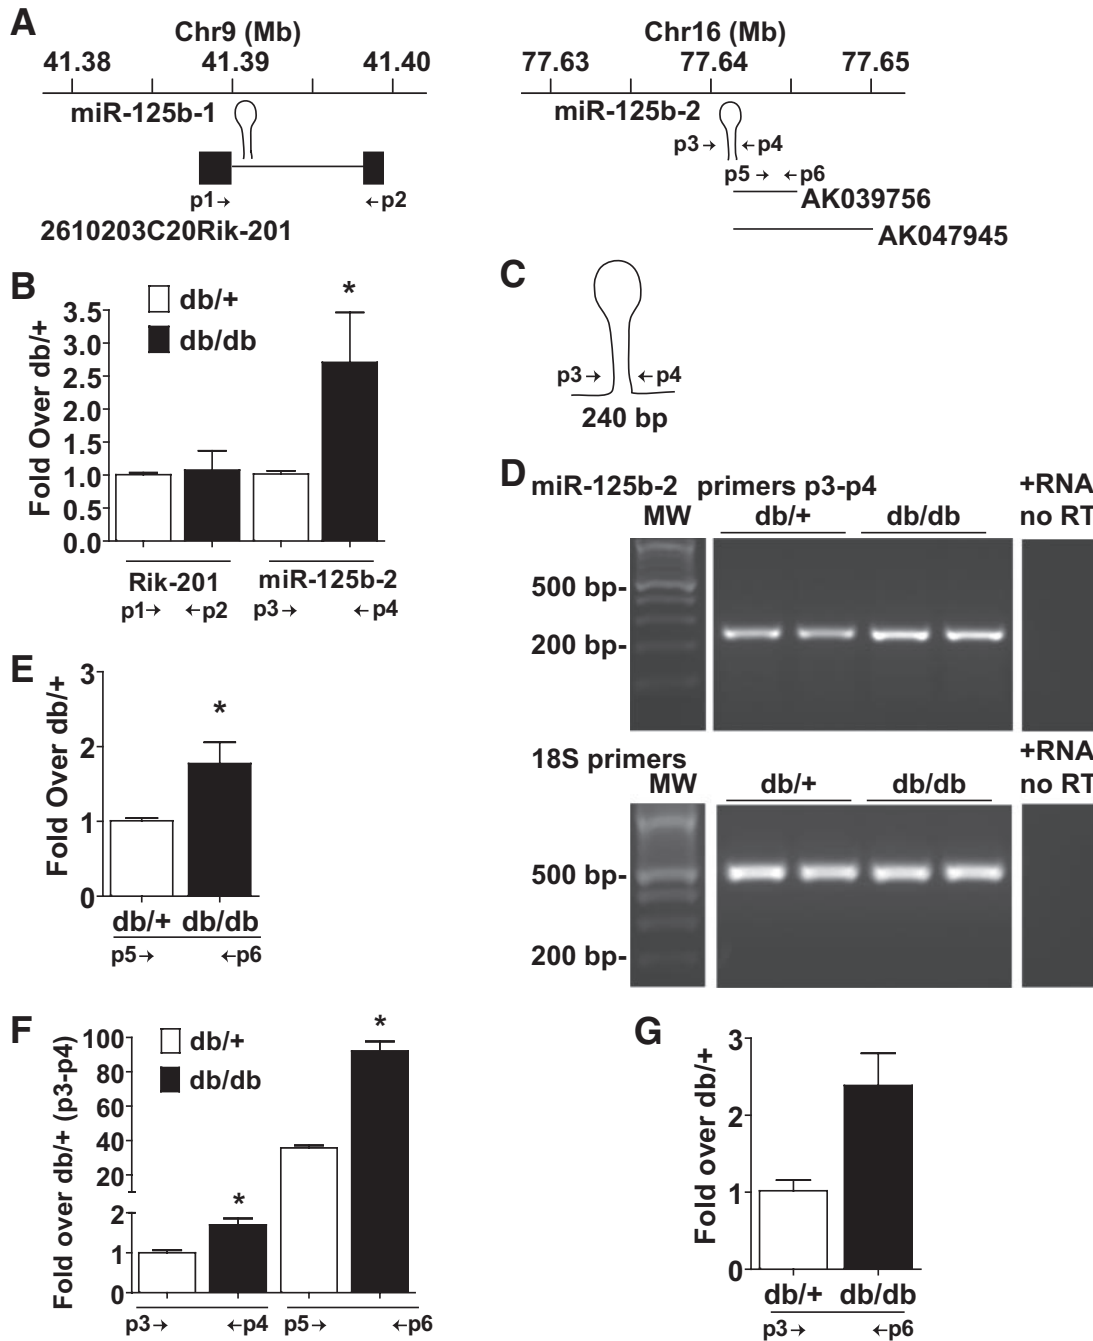 A
Chr9 (Mb)
41.38 41.39 41.40
miR-125b-1
p1→ ←p2
2610203C20Rik-201
Chr16 (Mb)
77.63 77.64 77.65
miR-125b-2
p3→ ←p4
p5→ ←p6
AK039756
AK047945
B
db/+
db/db
Fold Over db/+
3.5
3.0
2.5
2.0
1.5
1.0
0.5
0.0
*
Rik-201 miR-125b-2
p1→ ←p2 p3→ ←p4
C
p3→ ←p4
240 bp
D
miR-125b-2 primers p3-p4 +RNA
MW db/+ db/db no RT
500 bp-
200 bp-
18S primers +RNA
MW db/+ db/db no RT
500 bp-
200 bp-
E
Fold Over db/+
3
2
1
0
*
db/+ db/db
p5→ ←p6
F
db/+
db/db
Fold over db/+ (p3-p4)
100
80
60
40
20
2
1
0
*
*
p3→ ←p4 p5→ ←p6
G
Fold over db/+
3
2
1
0
db/+ db/db
p3→ ←p6